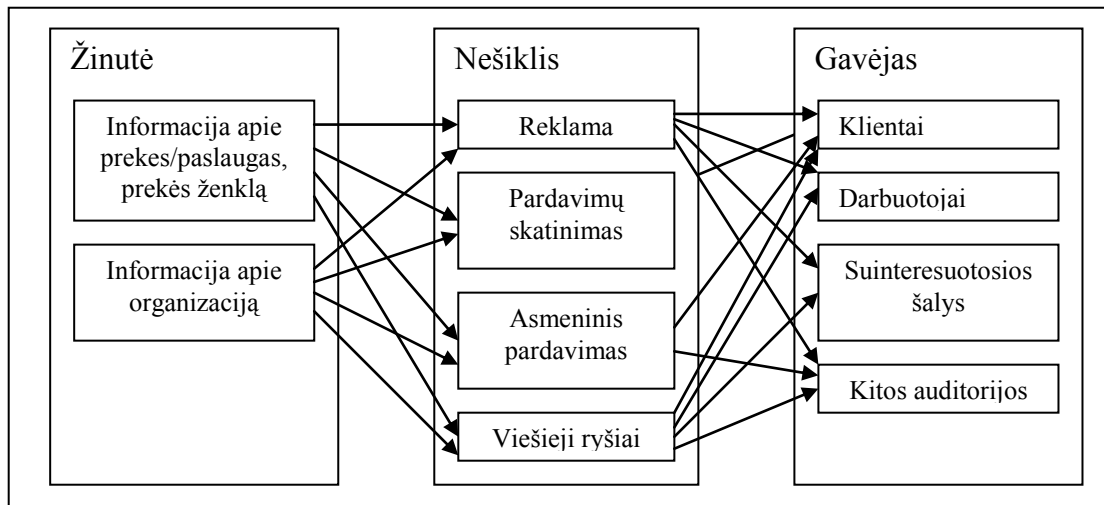 Žinutė
Informacija apie
prekes/paslaugas,
prekės ženklą
Informacija apie
organizaciją
Nešiklis
Reklama
Pardavimų
skatinimas
Asmeninis
pardavimas
Viešieji ryšiai
Gavėjas
Klientai
Darbuotojai
Suinteresuotosios
šalys
Kitos auditorijos